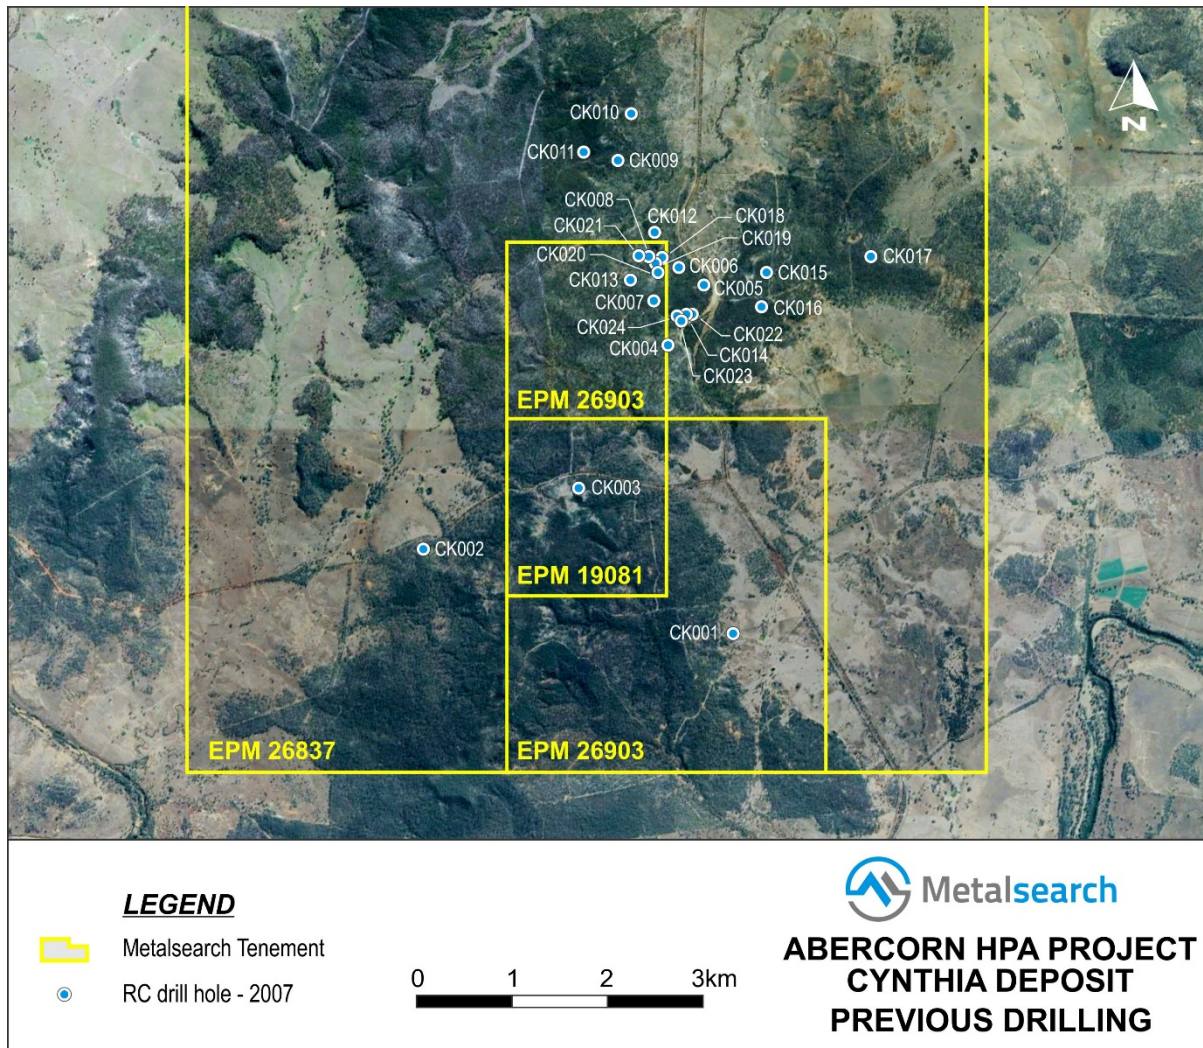 N
CK010
CK011
CK009
CK008
CK012
CK018
CK021
CK019
CK020
CK006
CK015
CK017
CK013
CK005
CK007
CK016
CK024
CK022
CK004
CK014
CK023
EPM 26903
CK003
CK002
EPM 19081
CK001
EPM 26837
EPM 26903
LEGEND
Metalsearch Tenement
RC drill hole - 2007
0 1 2 3km
Metalsearch
ABERCORN HPA PROJECT
CYNTHIA DEPOSIT
PREVIOUS DRILLING